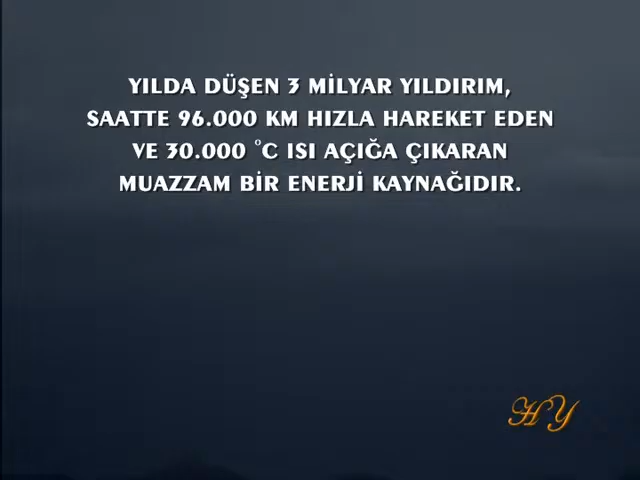 YILDA DÜŞEN 3 MİLYAR YILDIRIM,
SAATTE 96.000 KM HIZLA HAREKET EDEN
VE 30.000 °C ISI AÇIĞA ÇIKARAN
MUAZZAM BİR ENERJİ KAYNAĞIDIR.
HY